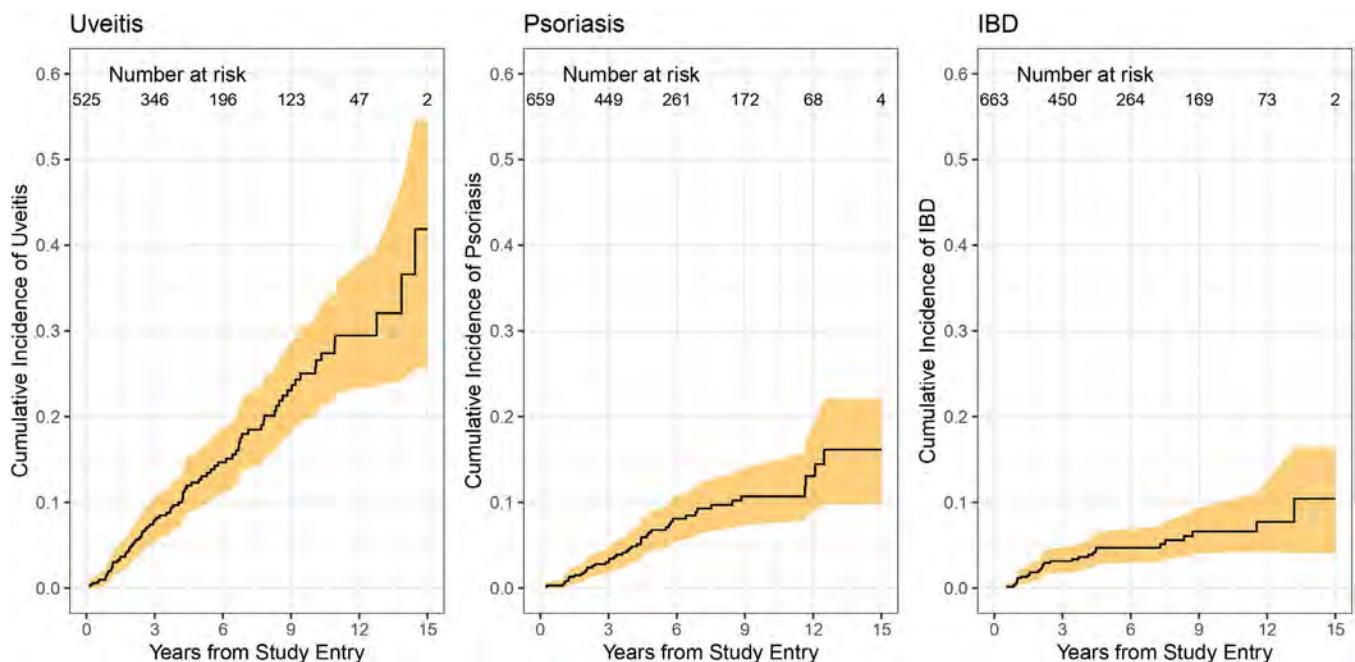 Uveitis
Number at risk
525 346 196 123 47 2
0.6
0.5
0.4
0.3
0.2
0.1
0.0
Cumulative Incidence of Uveitis
0 3 6 9 12 15
Years from Study Entry
Psoriasis
Number at risk
659 449 261 172 68 4
0.6
0.5
0.4
0.3
0.2
0.1
0.0
Cumulative Incidence of Psoriasis
0 3 6 9 12 15
Years from Study Entry
IBD
Number at risk
663 450 264 169 73 2
0.6
0.5
0.4
0.3
0.2
0.1
0.0
Cumulative Incidence of IBD
0 3 6 9 12 15
Years from Study Entry